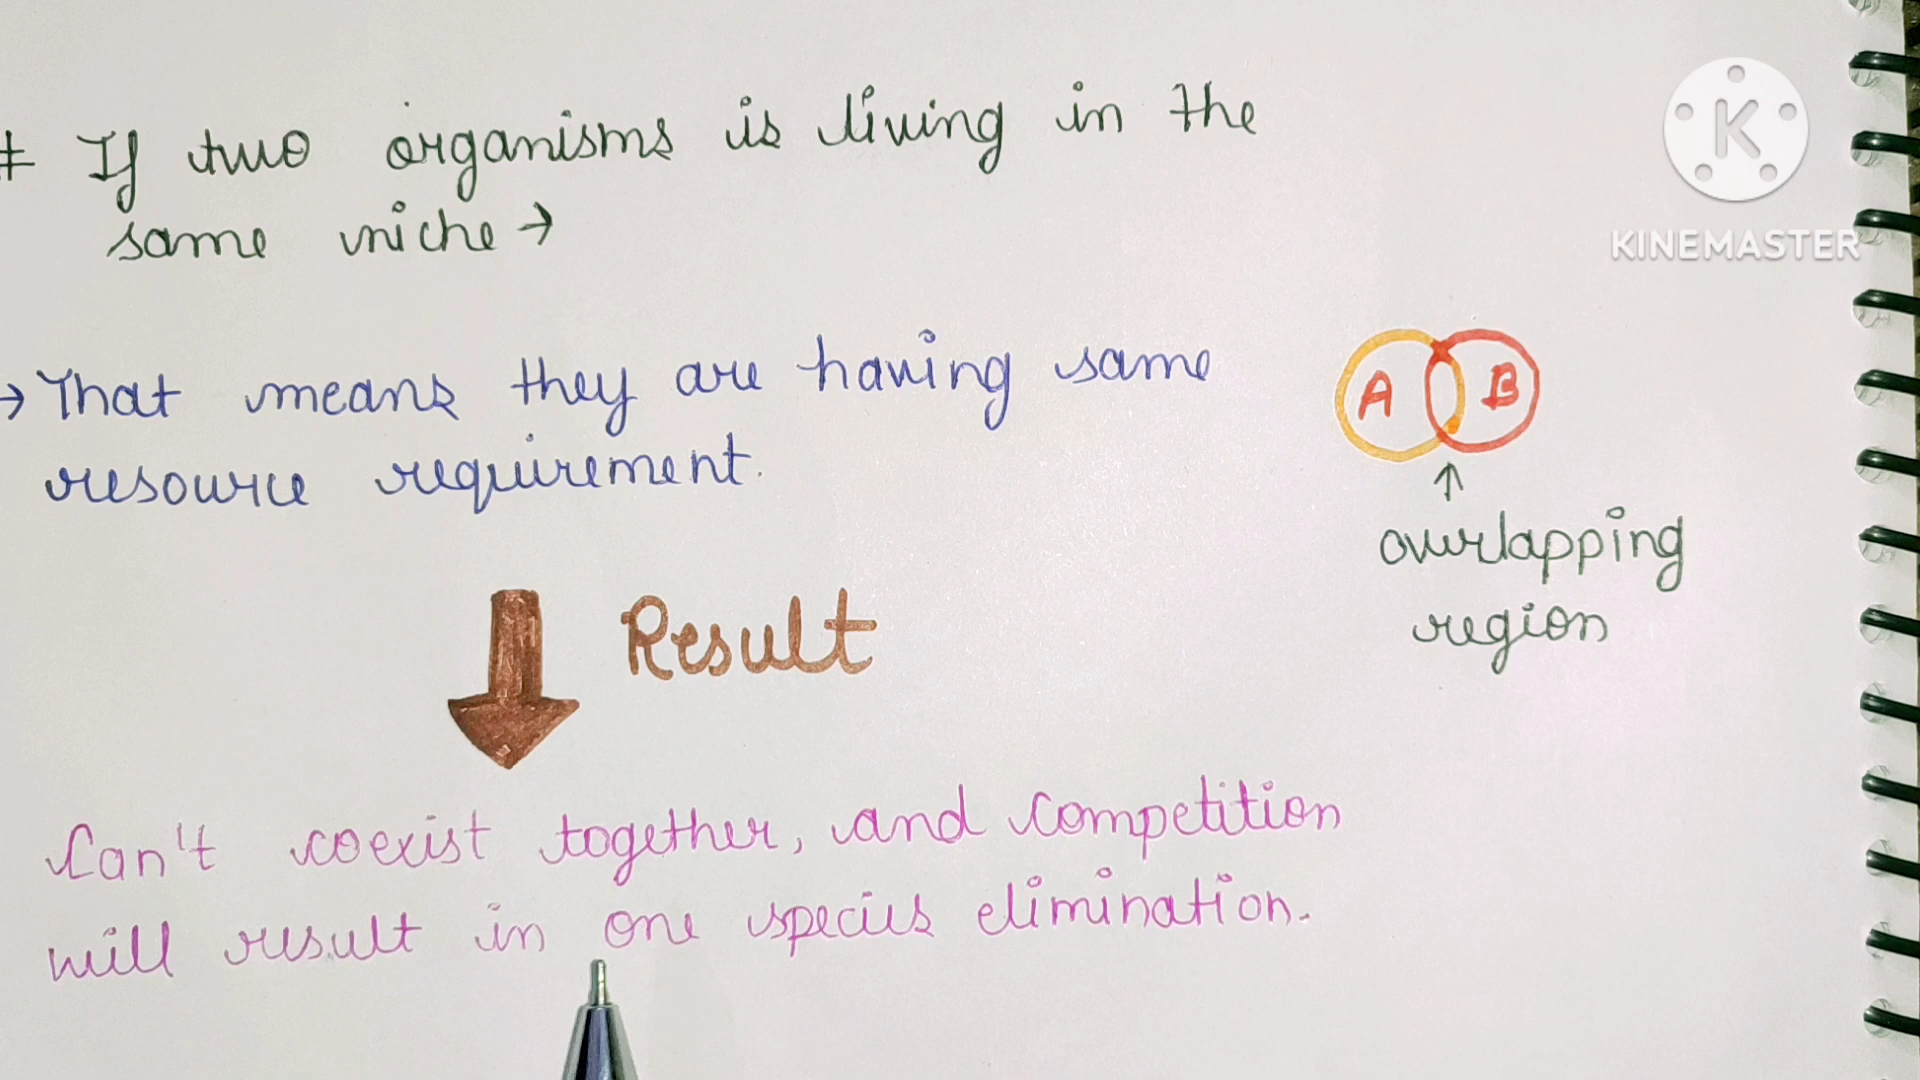 # If two organisms is living in the
same niche →
→ That means they are having same
resource requirement.
A B
↑
overlapping
region
Result
Can't coexist together, and competition
will result in one species elimination.
K
KINEMASTER